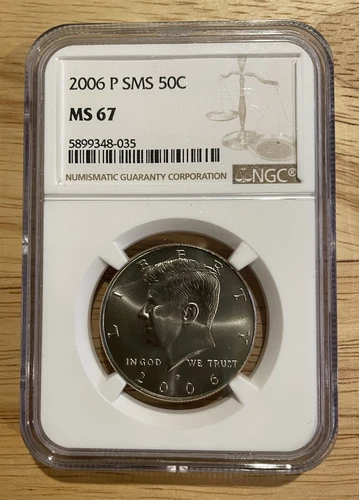 2006 P SMS 50C
MS 67
5899348-035
NUMISMATIC GUARANTY CORPORATION
NGC®
LIBERTY
IN GOD WE TRUST
P
2006